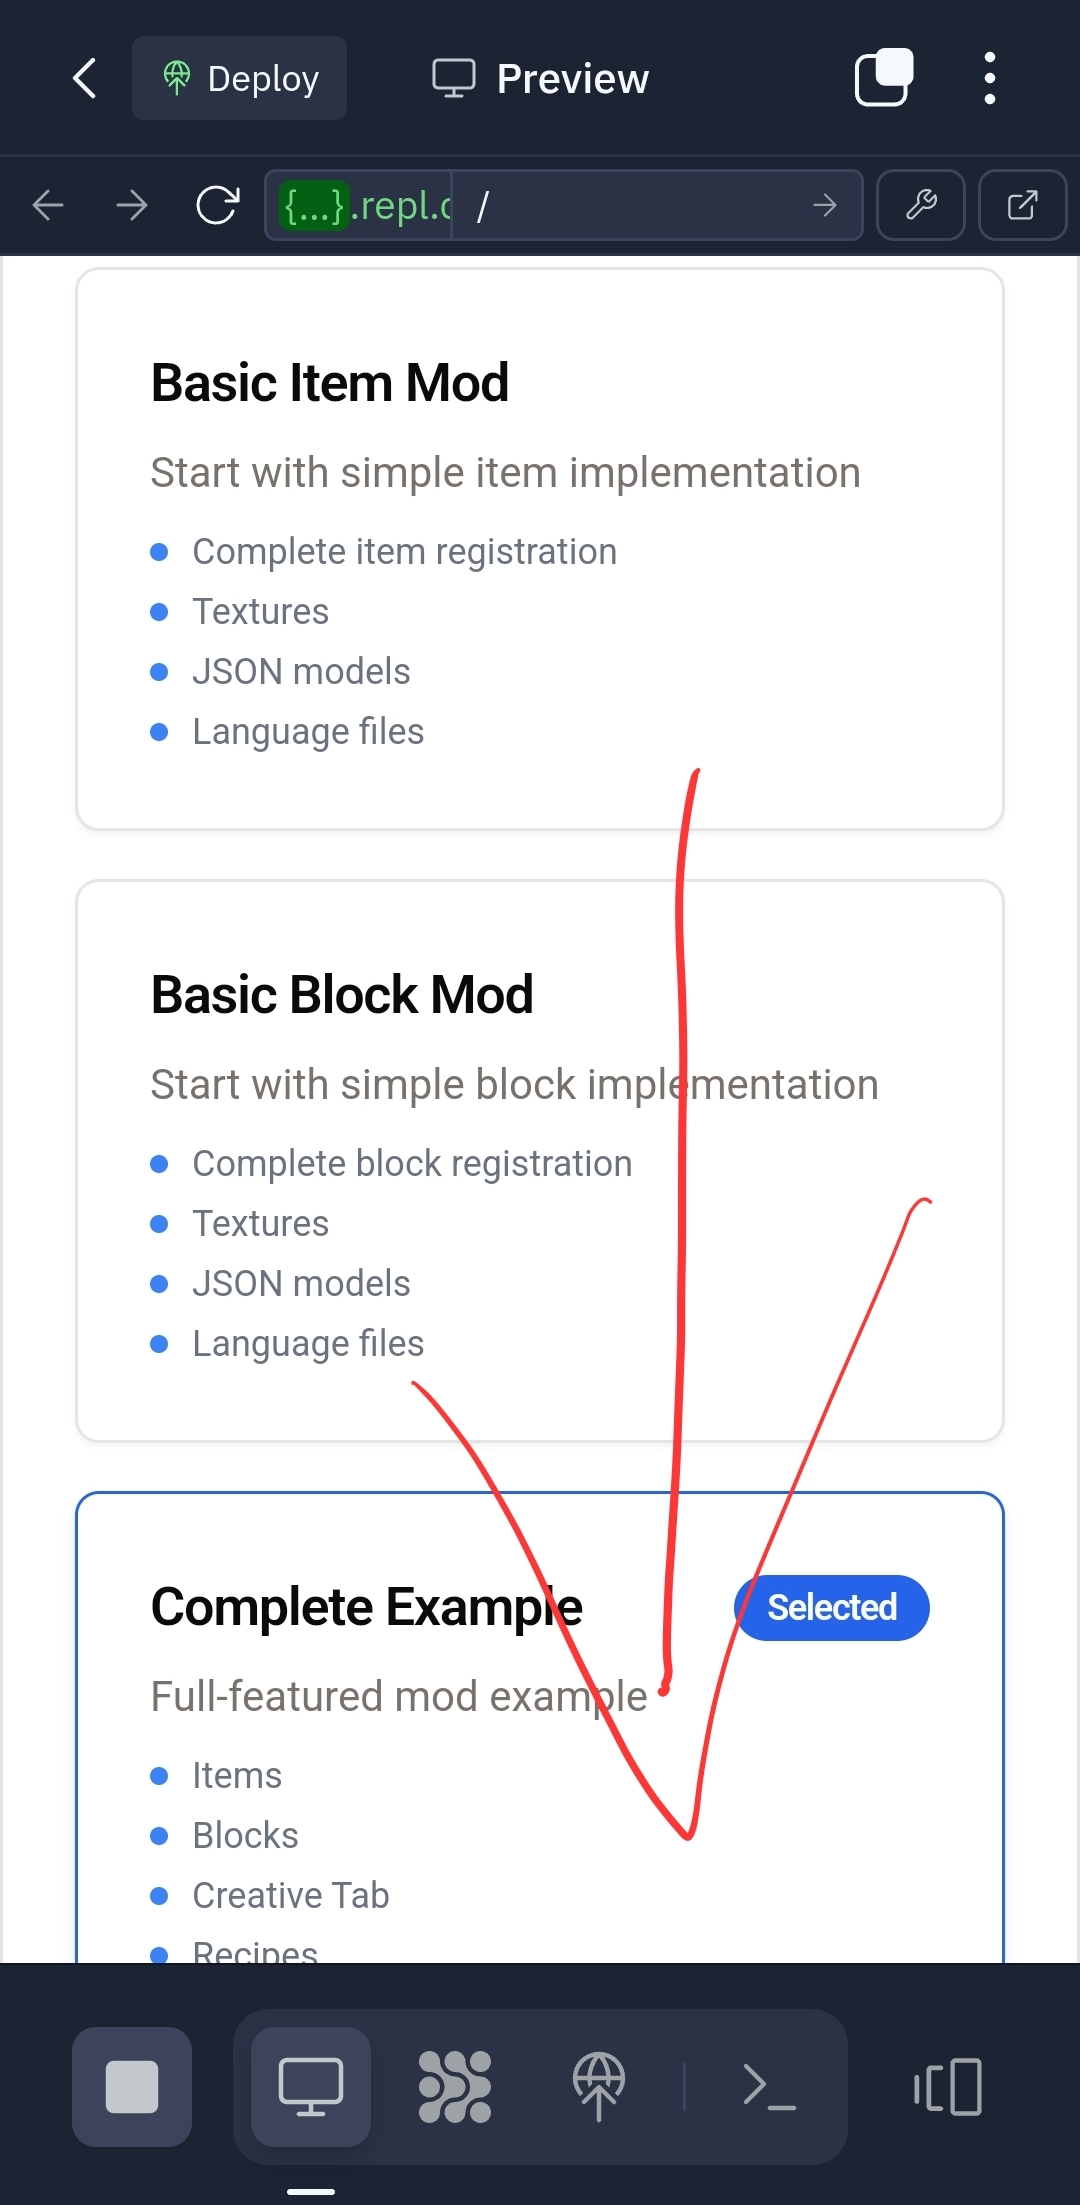 Deploy
Preview
{...}.repl.c /
Basic Item Mod
Start with simple item implementation
Complete item registration
Textures
JSON models
Language files
Basic Block Mod
Start with simple block implementation
Complete block registration
Textures
JSON models
Language files
Complete Example
Selected
Full-featured mod example
Items
Blocks
Creative Tab
Recipes